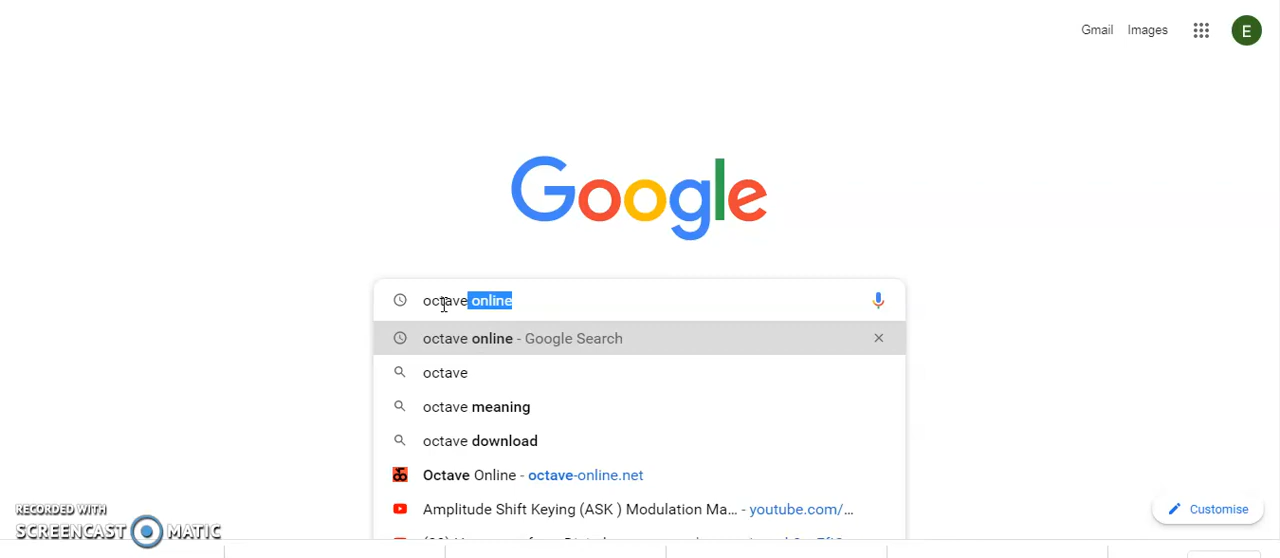 Gmail Images E
Google
octave online
octave online - Google Search
octave
octave meaning
octave download
Octave Online - octave-online.net
Amplitude Shift Keying (ASK ) Modulation Ma... - youtube.com/...
RECORDED WITH
SCREENCAST MATIC
Customise